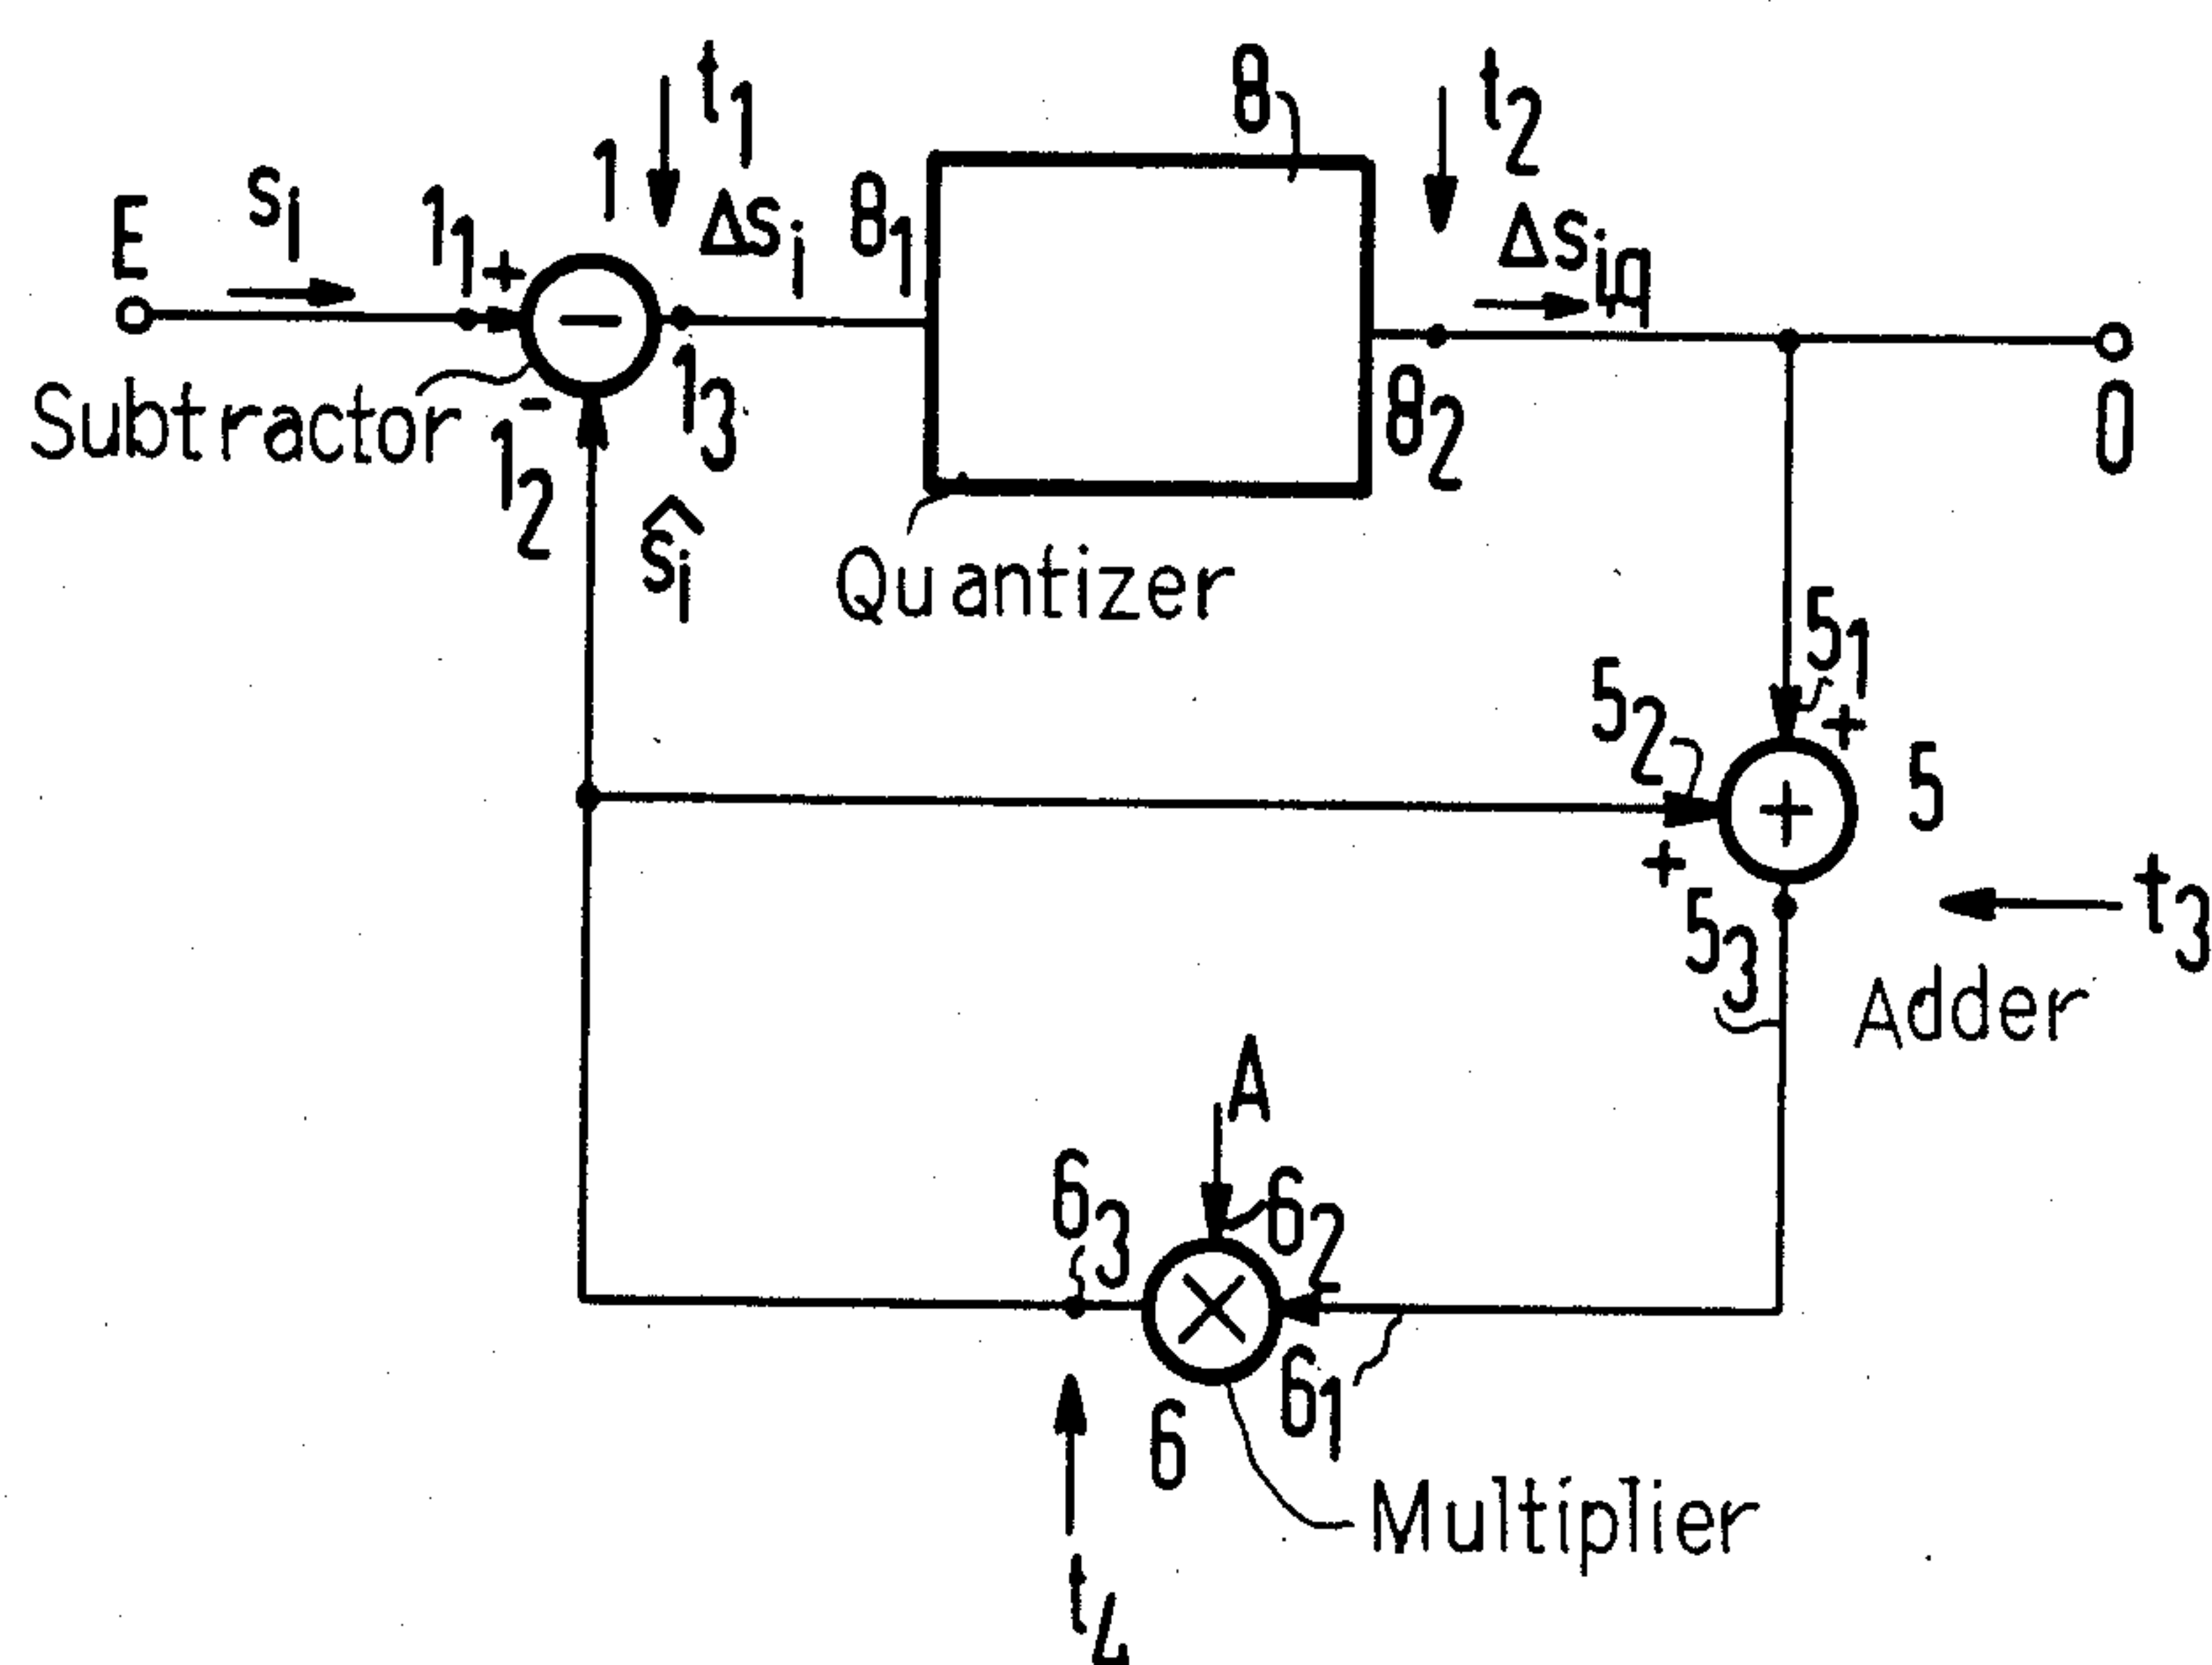 t₁
8
t₂
E
sᵢ
1₁
+
1
Δsᵢ
8₁
Δsᵢq
−
Subtractor
−
1₂
1₃
8₂
0
ŝᵢ
Quantizer
5₁
5₂
+
+
5
+
5₃
t₃
Adder
A
6₃
6₂
×
6₁
6
Multiplier
t₄